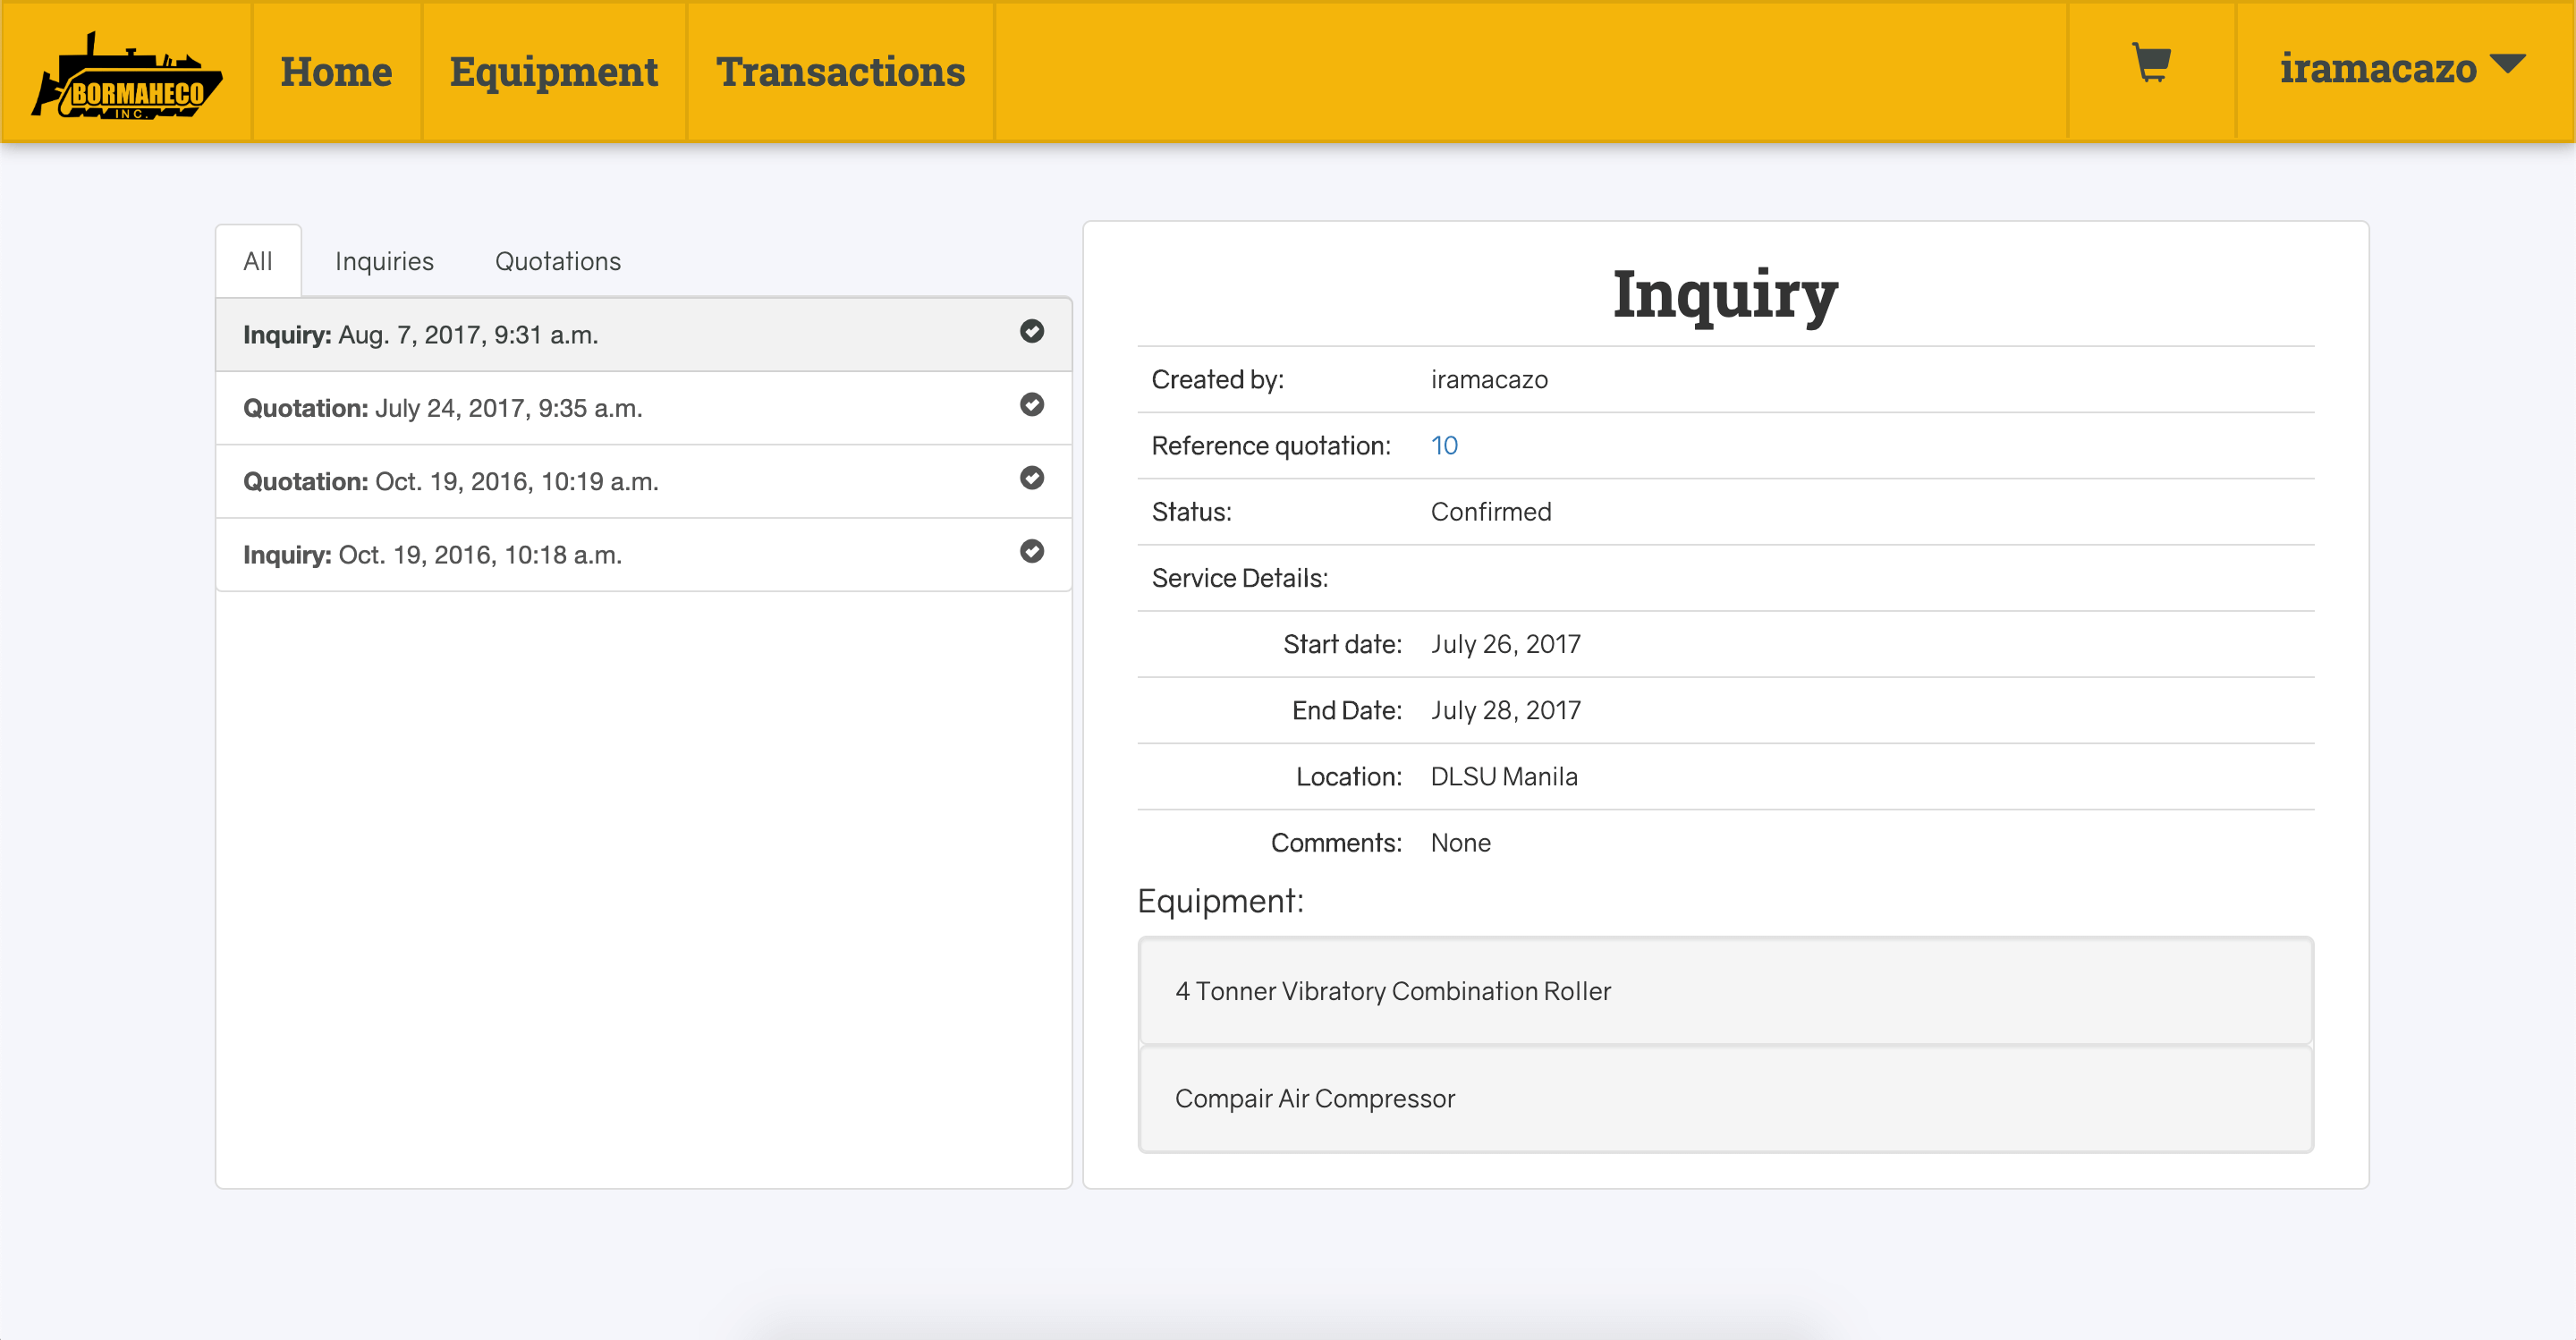 BORMAHECO
INC.
Home
Equipment
Transactions
iramacazo
All
Inquiries
Quotations
Inquiry: Aug. 7, 2017, 9:31 a.m.
Quotation: July 24, 2017, 9:35 a.m.
Quotation: Oct. 19, 2016, 10:19 a.m.
Inquiry: Oct. 19, 2016, 10:18 a.m.
Inquiry
Created by: iramacazo
Reference quotation: 10
Status: Confirmed
Service Details:
Start date: July 26, 2017
End Date: July 28, 2017
Location: DLSU Manila
Comments: None
Equipment:
4 Tonner Vibratory Combination Roller
Compair Air Compressor